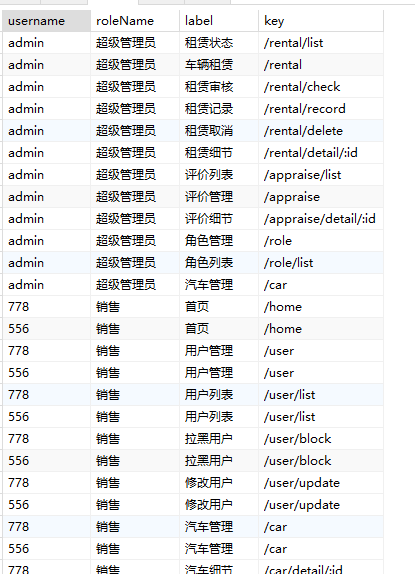 username roleName label key
admin 超级管理员 租赁状态 /rental/list
admin 超级管理员 车辆租赁 /rental
admin 超级管理员 租赁审核 /rental/check
admin 超级管理员 租赁记录 /rental/record
admin 超级管理员 租赁取消 /rental/delete
admin 超级管理员 租赁细节 /rental/detail/:id
admin 超级管理员 评价列表 /appraise/list
admin 超级管理员 评价管理 /appraise
admin 超级管理员 评价细节 /appraise/detail/:id
admin 超级管理员 角色管理 /role
admin 超级管理员 角色列表 /role/list
admin 超级管理员 汽车管理 /car
778 销售 首页 /home
556 销售 首页 /home
778 销售 用户管理 /user
556 销售 用户管理 /user
778 销售 用户列表 /user/list
556 销售 用户列表 /user/list
778 销售 拉黑用户 /user/block
556 销售 拉黑用户 /user/block
778 销售 修改用户 /user/update
556 销售 修改用户 /user/update
778 销售 汽车管理 /car
556 销售 汽车管理 /car
778 销售 汽车细节 /car/detail/:id